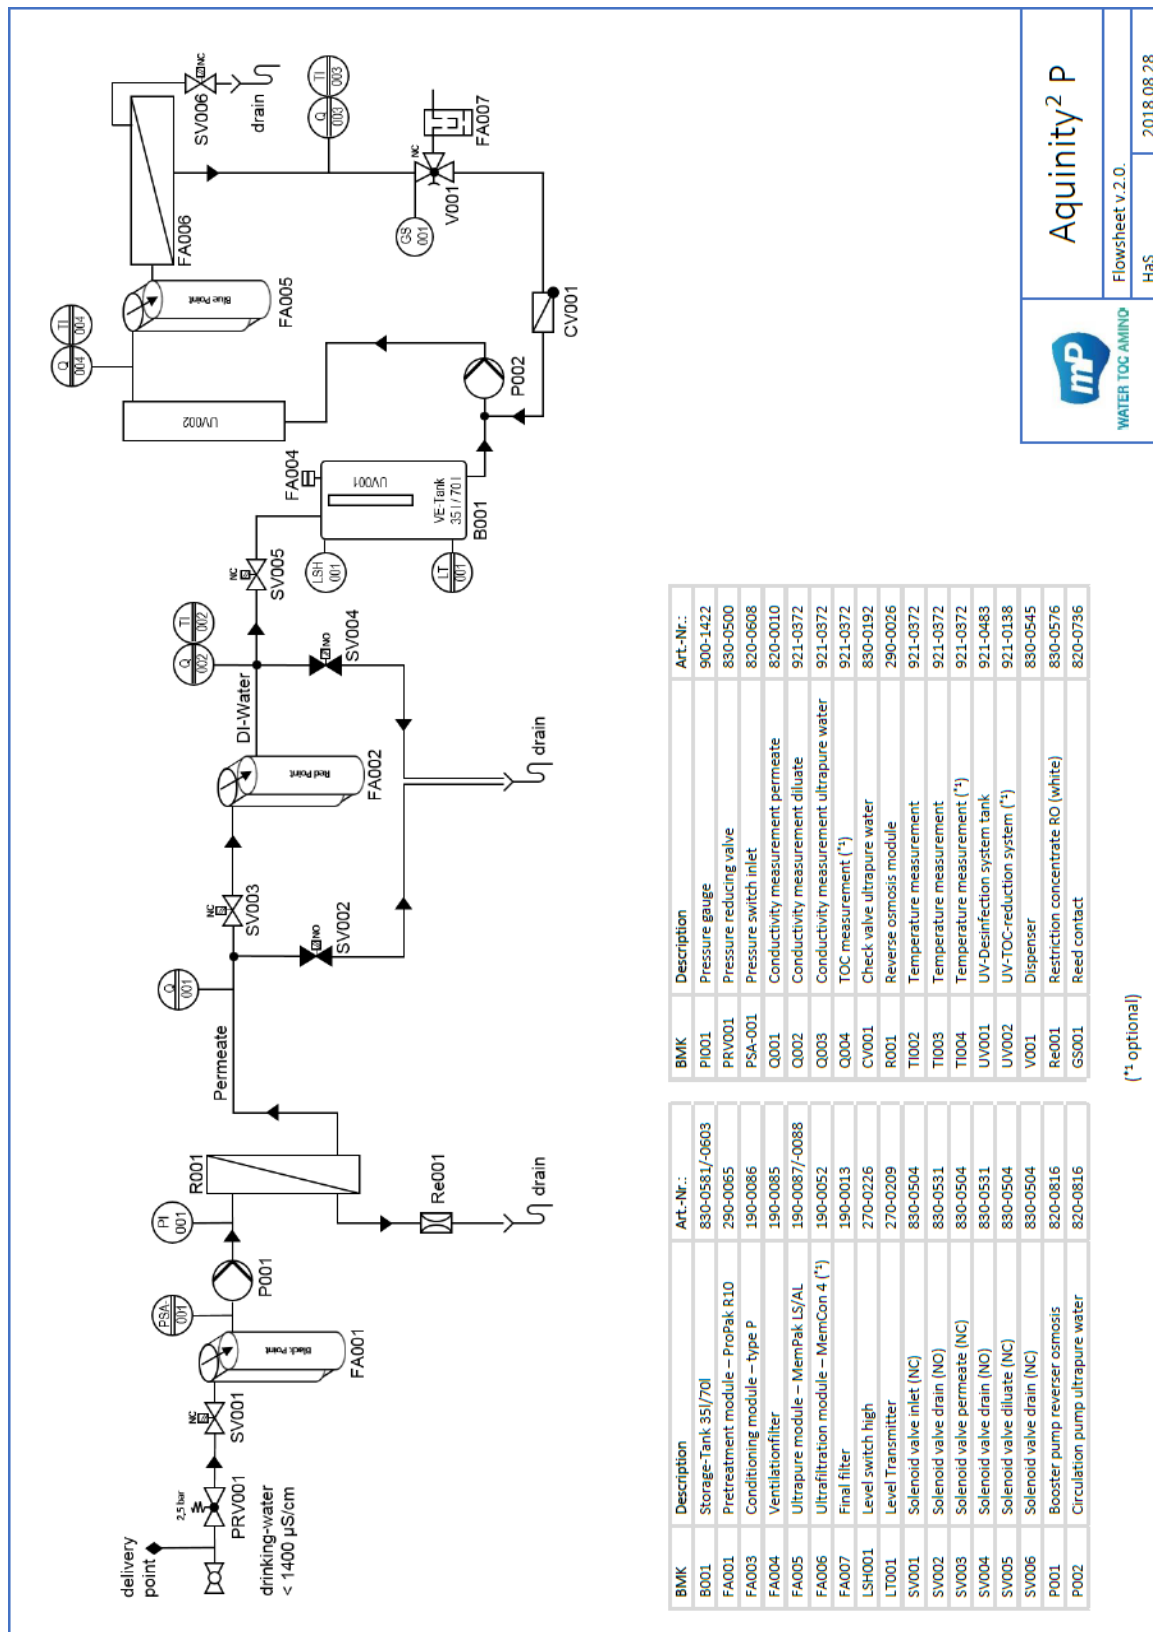 delivery
point
drinking-water
< 1400 µS/cm
2,5 bar
PRV001
NC
SV001
Black Point
FA001
PSA-
001
P001
PI
001
R001
Re001
drain
Permeate
Q
001
NO
SV002
NC
SV003
Red Point
FA002
DI-Water
Q
002
TI
002
NO
SV004
drain
NC
SV005
LSH
001
LT
001
FA004
UV001
VE-Tank
35 l / 70 l
B001
P002
UV002
Q
004
TI
004
Blue Point
FA005
FA006
NC
SV006
drain
Q
003
TI
003
GS
001
NC
V001
FA007
CV001
BMK Description Art.-Nr.:
B001 Storage-Tank 35l/70l 830-0581/-0603
FA001 Pretreatment module – ProPak R10 290-0065
FA003 Conditioning module – type P 190-0086
FA004 Ventilationfilter 190-0085
FA005 Ultrapure module – MemPak LS/AL 190-0087/-0088
FA006 Ultrafiltration module – MemCon 4 (*¹) 190-0052
FA007 Final filter 190-0013
LSH001 Level switch high 270-0226
LT001 Level Transmitter 270-0209
SV001 Solenoid valve inlet (NC) 830-0504
SV002 Solenoid valve drain (NO) 830-0531
SV003 Solenoid valve permeate (NC) 830-0504
SV004 Solenoid valve drain (NO) 830-0531
SV005 Solenoid valve diluate (NC) 830-0504
SV006 Solenoid valve drain (NC) 830-0504
P001 Booster pump reverser osmosis 820-0816
P002 Circulation pump ultrapure water 820-0816
BMK Description Art.-Nr.:
PI001 Pressure gauge 900-1422
PRV001 Pressure reducing valve 830-0500
PSA-001 Pressure switch inlet 820-0608
Q001 Conductivity measurement permeate 820-0010
Q002 Conductivity measurement diluate 921-0372
Q003 Conductivity measurement ultrapure water 921-0372
Q004 TOC measurement (*¹) 921-0372
CV001 Check valve ultrapure water 830-0192
R001 Reverse osmosis module 290-0026
TI002 Temperature measurement 921-0372
TI003 Temperature measurement 921-0372
TI004 Temperature measurement (*¹) 921-0372
UV001 UV-Desinfection system tank 921-0483
UV002 UV-TOC-reduction system (*¹) 921-0138
V001 Dispenser 830-0545
Re001 Restriction concentrate RO (white) 830-0576
GS001 Reed contact 820-0736
(*¹ optional)
mP
WATER TOC AMINO
Aquinity² P
Flowsheet v.2.0.
HaS 2018.08.28